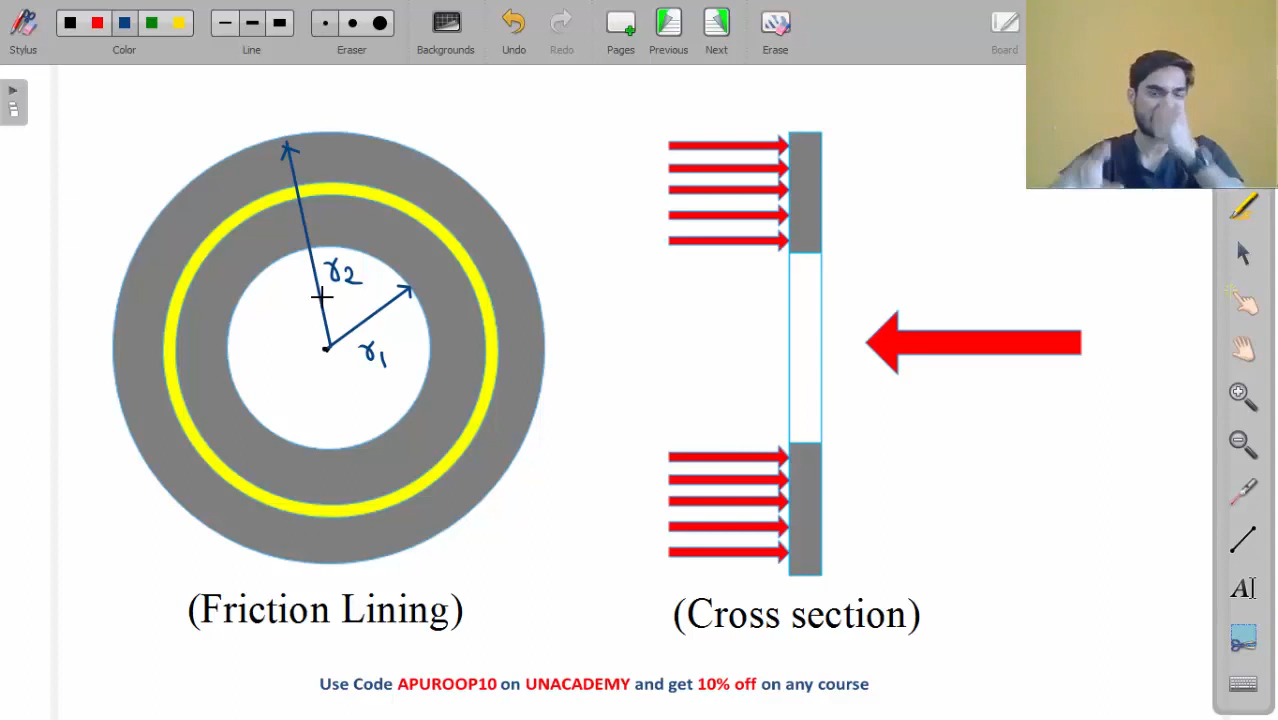 Stylus
Color
Line
Eraser
Backgrounds
Undo
Redo
Pages
Previous
Next
Erase
Board
r2
r1
(Friction Lining)
(Cross section)
Use Code APUROOP10 on UNACADEMY and get 10% off on any course